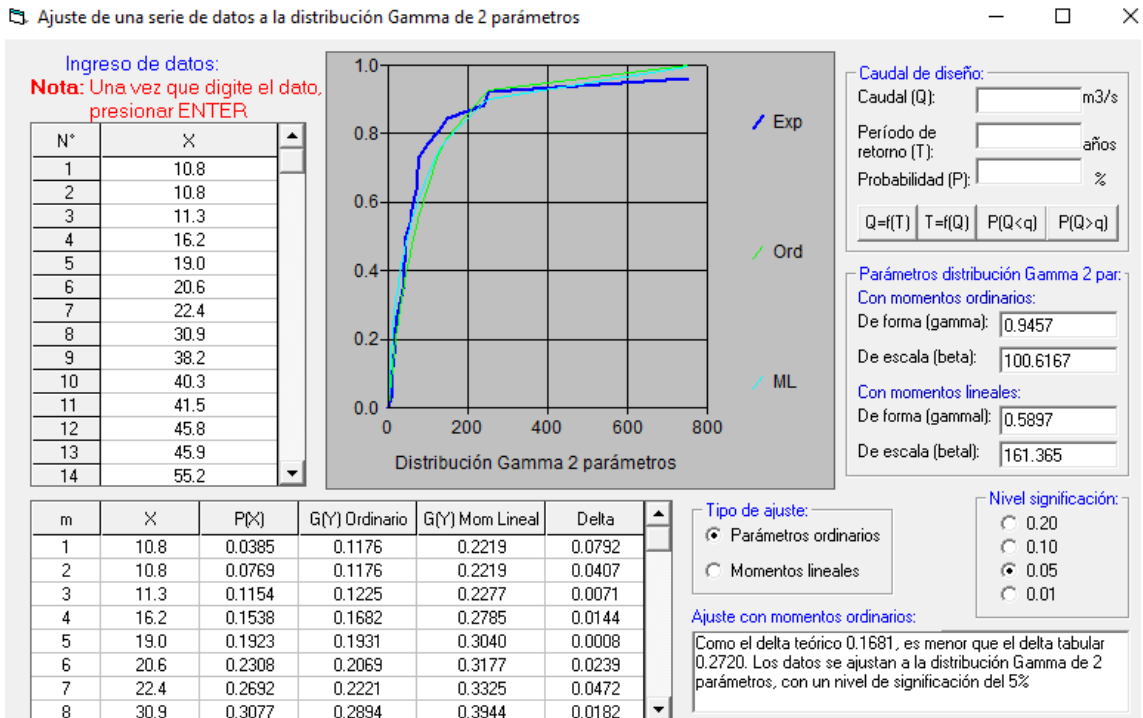 Ajuste de una serie de datos a la distribución Gamma de 2 parámetros
Ingreso de datos:
Nota: Una vez que digite el dato,
presionar ENTER
N° X
1 10.8
2 10.8
3 11.3
4 16.2
5 19.0
6 20.6
7 22.4
8 30.9
9 38.2
10 40.3
11 41.5
12 45.8
13 45.9
14 55.2
1.0
0.8
0.6
0.4
0.2
0.0
0 200 400 600 800
Distribución Gamma 2 parámetros
Exp
Ord
ML
Caudal de diseño:
Caudal (Q): m3/s
Período de
retorno (T): años
Probabilidad (P): %
Q=f(T) T=f(Q) P(Q<q) P(Q>q)
Parámetros distribución Gamma 2 par:
Con momentos ordinarios:
De forma (gamma): 0.9457
De escala (beta): 100.6167
Con momentos lineales:
De forma (gammal): 0.5897
De escala (betal): 161.365
m X P(X) G(Y) Ordinario G(Y) Mom Lineal Delta
1 10.8 0.0385 0.1176 0.2219 0.0792
2 10.8 0.0769 0.1176 0.2219 0.0407
3 11.3 0.1154 0.1225 0.2277 0.0071
4 16.2 0.1538 0.1682 0.2785 0.0144
5 19.0 0.1923 0.1931 0.3040 0.0008
6 20.6 0.2308 0.2069 0.3177 0.0239
7 22.4 0.2692 0.2221 0.3325 0.0472
8 30.9 0.3077 0.2894 0.3944 0.0182
Tipo de ajuste:
Parámetros ordinarios
Momentos lineales
Nivel significación:
0.20
0.10
0.05
0.01
Ajuste con momentos ordinarios:
Como el delta teórico 0.1681, es menor que el delta tabular
0.2720. Los datos se ajustan a la distribución Gamma de 2
parámetros, con un nivel de significación del 5%